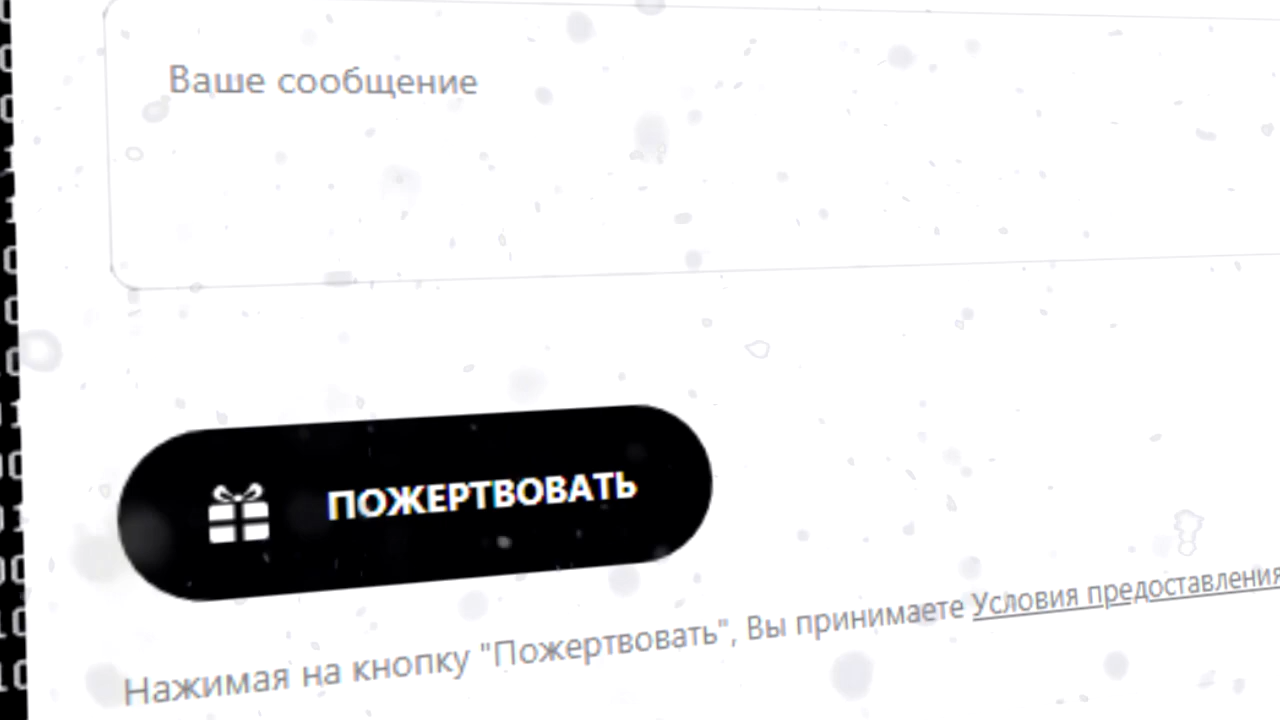 Ваше сообщение
ПОЖЕРТВОВАТЬ
Нажимая на кнопку "Пожертвовать", Вы принимаете Условия предоставления